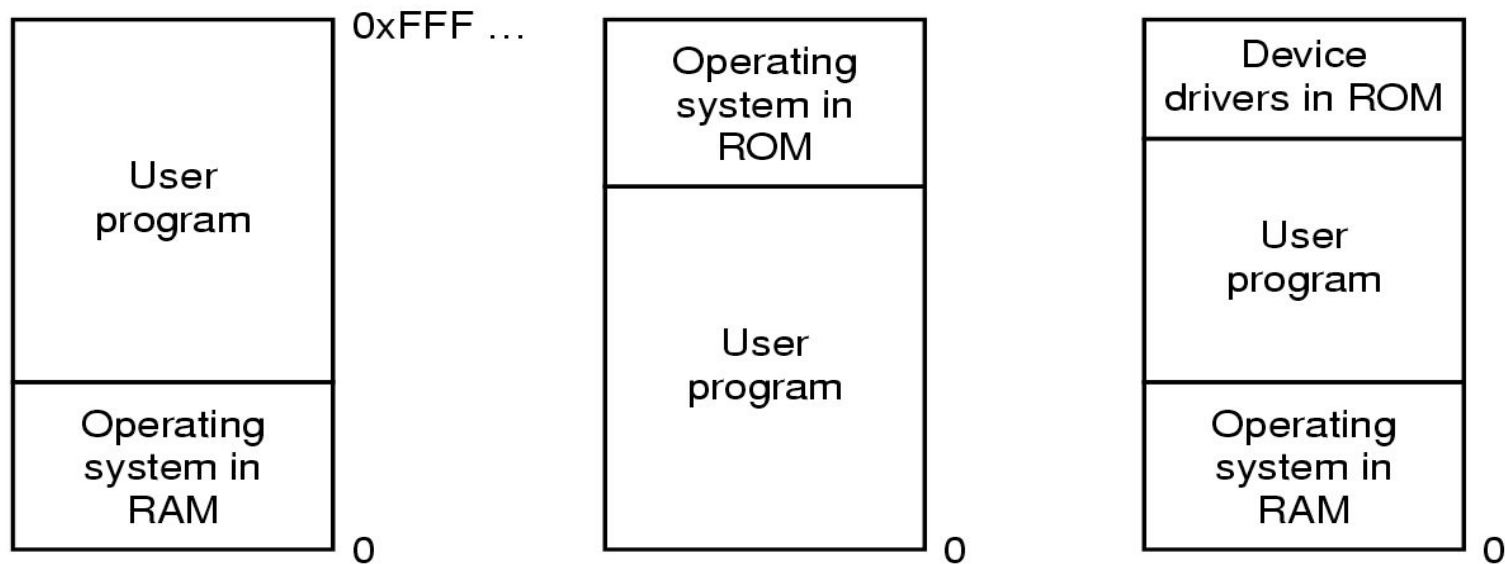 User
program
Operating
system in
RAM
0xFFF ...
0
Operating
system in
ROM
User
program
0
Device
drivers in ROM
User
program
Operating
system in
RAM
0